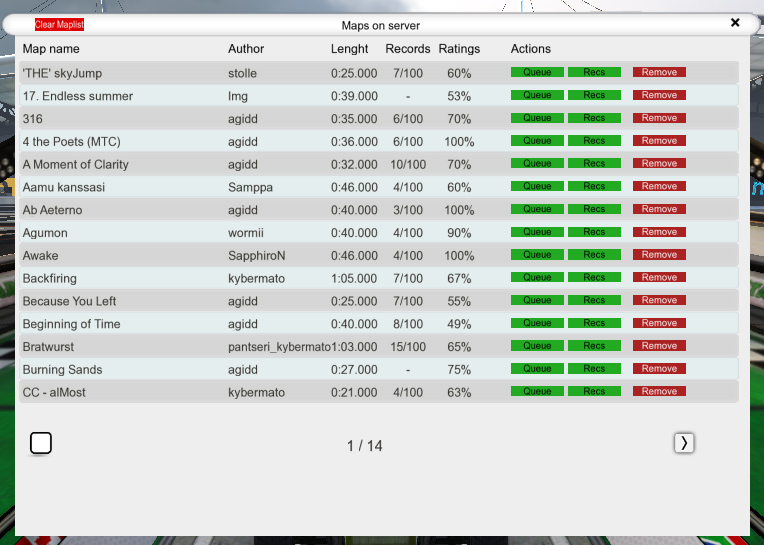 Clear Maplist
Maps on server
Map name Author Lenght Records Ratings Actions
'THE' skyJump stolle 0:25.000 7/100 60% Queue Recs Remove
17. Endless summer lmg 0:39.000 - 53% Queue Recs Remove
316 agidd 0:35.000 6/100 70% Queue Recs Remove
4 the Poets (MTC) agidd 0:36.000 6/100 100% Queue Recs Remove
A Moment of Clarity agidd 0:32.000 10/100 70% Queue Recs Remove
Aamu kanssasi Samppa 0:46.000 4/100 60% Queue Recs Remove
Ab Aeterno agidd 0:40.000 3/100 100% Queue Recs Remove
Agumon wormii 0:40.000 4/100 90% Queue Recs Remove
Awake SapphiroN 0:46.000 4/100 100% Queue Recs Remove
Backfiring kybermato 1:05.000 7/100 67% Queue Recs Remove
Because You Left agidd 0:25.000 7/100 55% Queue Recs Remove
Beginning of Time agidd 0:40.000 8/100 49% Queue Recs Remove
Bratwurst pantseri_kybermato 1:03.000 15/100 65% Queue Recs Remove
Burning Sands agidd 0:27.000 - 75% Queue Recs Remove
CC - alMost kybermato 0:21.000 4/100 63% Queue Recs Remove
1 / 14